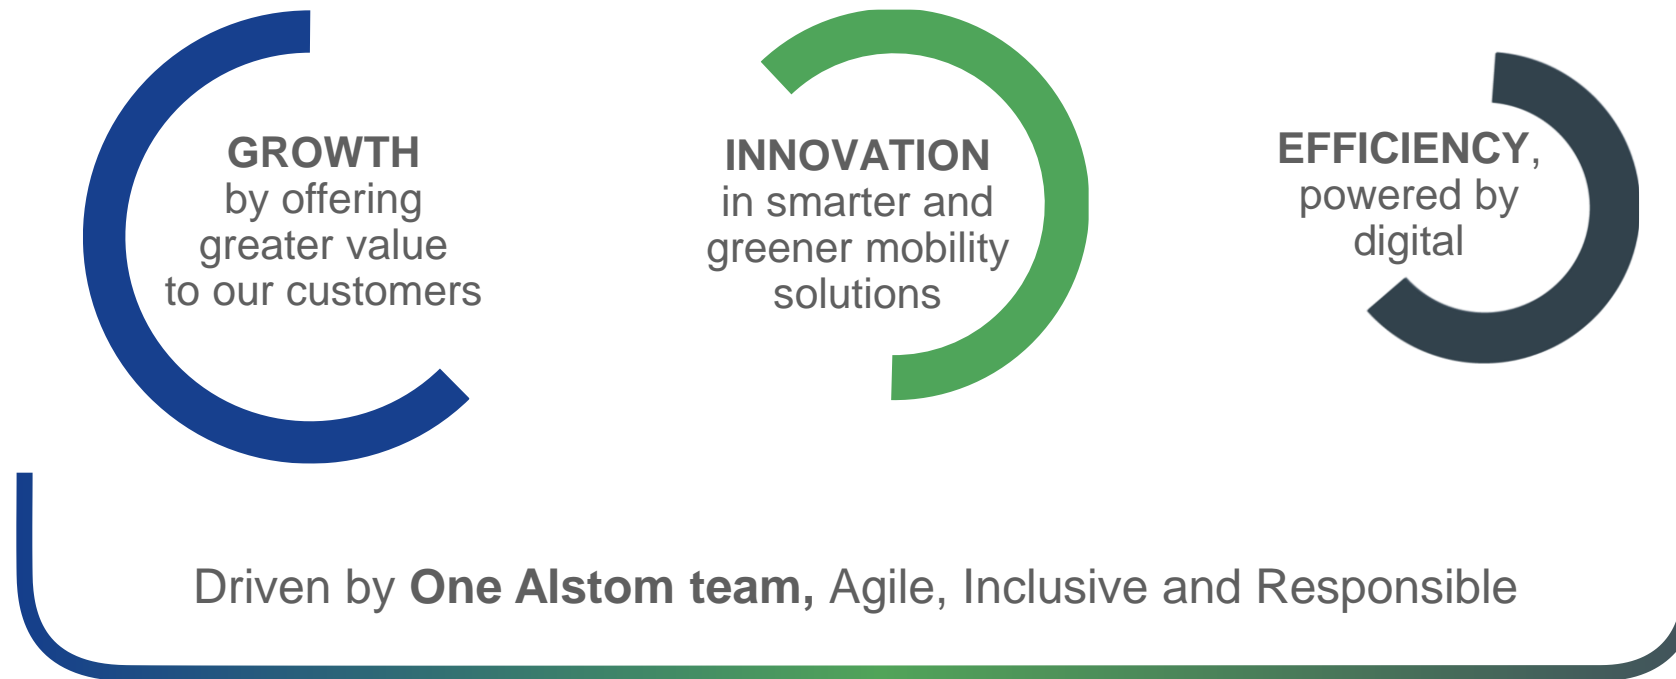 GROWTH
by offering
greater value
to our customers
INNOVATION
in smarter and
greener mobility
solutions
EFFICIENCY,
powered by
digital
Driven by One Alstom team, Agile, Inclusive and Responsible